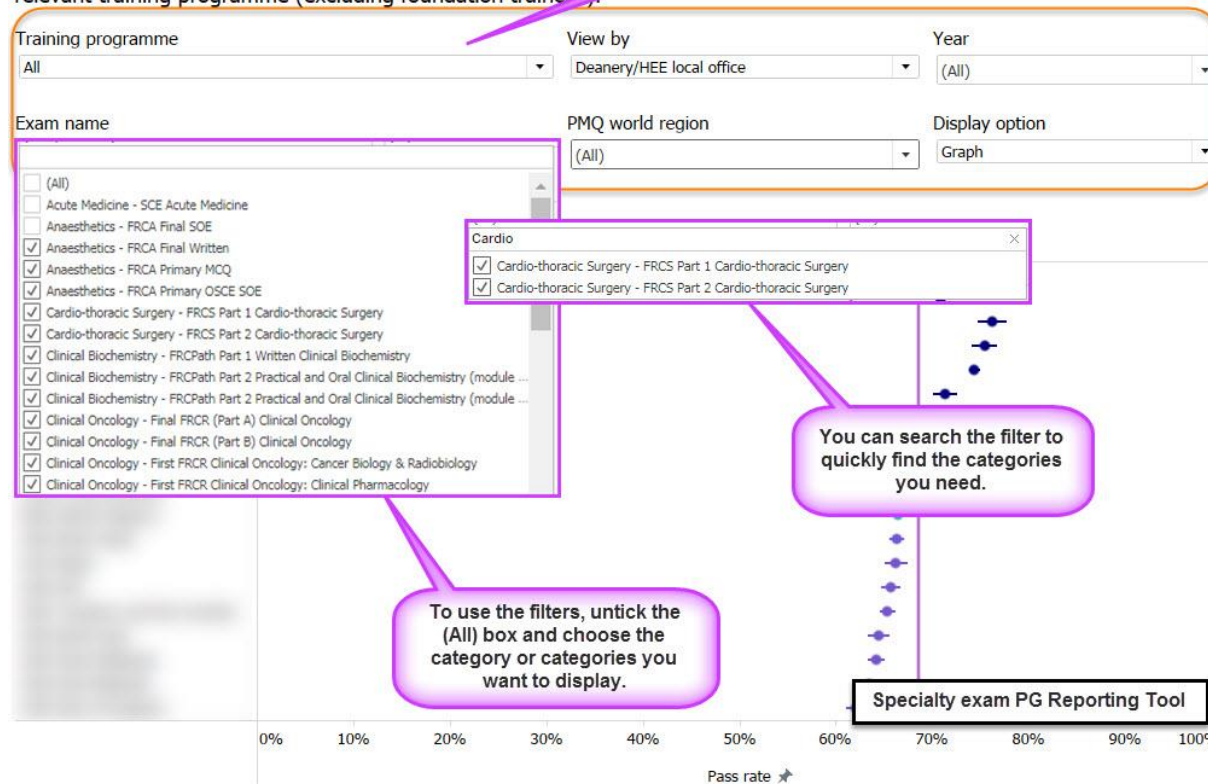 relevant training programme (excluding foundation
Training programme View by Year
All Deanery/HEE local office (All)
Exam name PMQ world region Display option
(All) Graph
(All)
Acute Medicine - SCE Acute Medicine
Anaesthetics - FRCA Final SOE
Anaesthetics - FRCA Final Written
Anaesthetics - FRCA Primary MCQ
Anaesthetics - FRCA Primary OSCE SOE
Cardio-thoracic Surgery - FRCS Part 1 Cardio-thoracic Surgery
Cardio-thoracic Surgery - FRCS Part 2 Cardio-thoracic Surgery
Clinical Biochemistry - FRCPath Part 1 Written Clinical Biochemistry
Clinical Biochemistry - FRCPath Part 2 Practical and Oral Clinical Biochemistry (module ...
Clinical Biochemistry - FRCPath Part 2 Practical and Oral Clinical Biochemistry (module ...
Clinical Oncology - Final FRCR (Part A) Clinical Oncology
Clinical Oncology - Final FRCR (Part B) Clinical Oncology
Clinical Oncology - First FRCR Clinical Oncology: Cancer Biology & Radiobiology
Clinical Oncology - First FRCR Clinical Oncology: Clinical Pharmacology
Cardio
Cardio-thoracic Surgery - FRCS Part 1 Cardio-thoracic Surgery
Cardio-thoracic Surgery - FRCS Part 2 Cardio-thoracic Surgery
You can search the filter to
quickly find the categories
you need.
To use the filters, untick the
(All) box and choose the
category or categories you
want to display.
Specialty exam PG Reporting Tool
0% 10% 20% 30% 40% 50% 60% 70% 80% 90% 100%
Pass rate